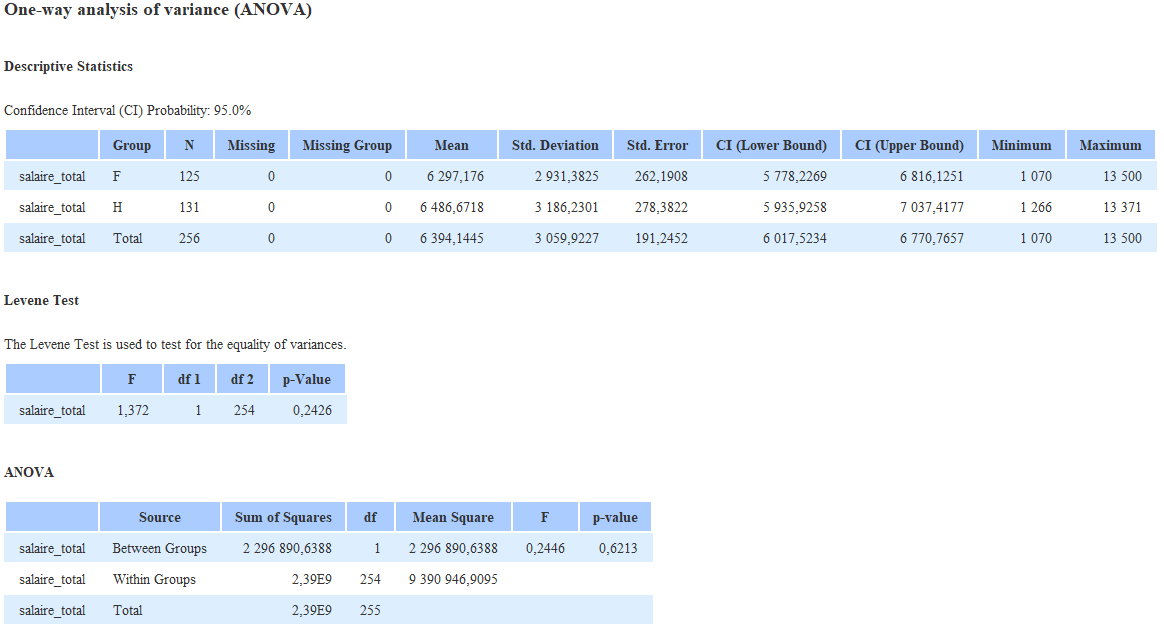 One-way analysis of variance (ANOVA)
Descriptive Statistics
Confidence Interval (CI) Probability: 95.0%
Group N Missing Missing Group Mean Std. Deviation Std. Error CI (Lower Bound) CI (Upper Bound) Minimum Maximum
salaire_total F 125 0 0 6 297,176 2 931,3825 262,1908 5 778,2269 6 816,1251 1 070 13 500
salaire_total H 131 0 0 6 486,6718 3 186,2301 278,3822 5 935,9258 7 037,4177 1 266 13 371
salaire_total Total 256 0 0 6 394,1445 3 059,9227 191,2452 6 017,5234 6 770,7657 1 070 13 500
Levene Test
The Levene Test is used to test for the equality of variances.
F df 1 df 2 p-Value
salaire_total 1,372 1 254 0,2426
ANOVA
Source Sum of Squares df Mean Square F p-value
salaire_total Between Groups 2 296 890,6388 1 2 296 890,6388 0,2446 0,6213
salaire_total Within Groups 2,39E9 254 9 390 946,9095
salaire_total Total 2,39E9 255